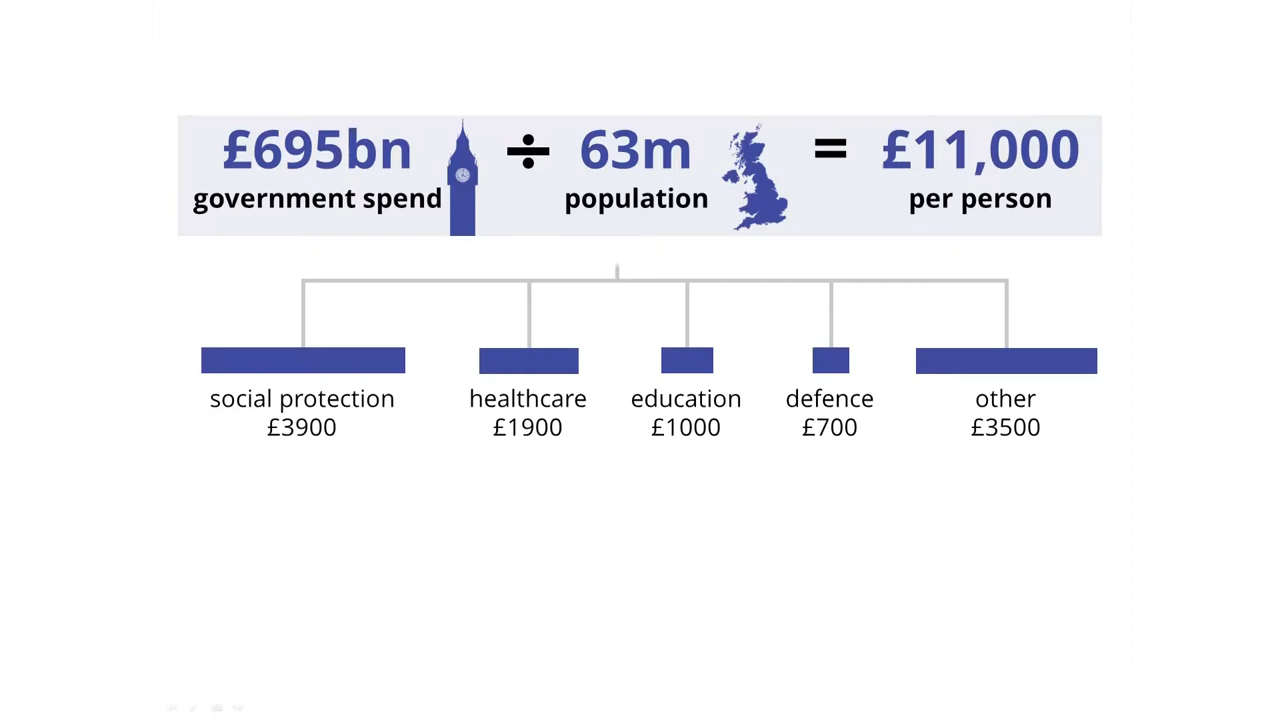 £695bn ÷ 63m = £11,000
government spend population per person
social protection healthcare education defence other
£3900 £1900 £1000 £700 £3500